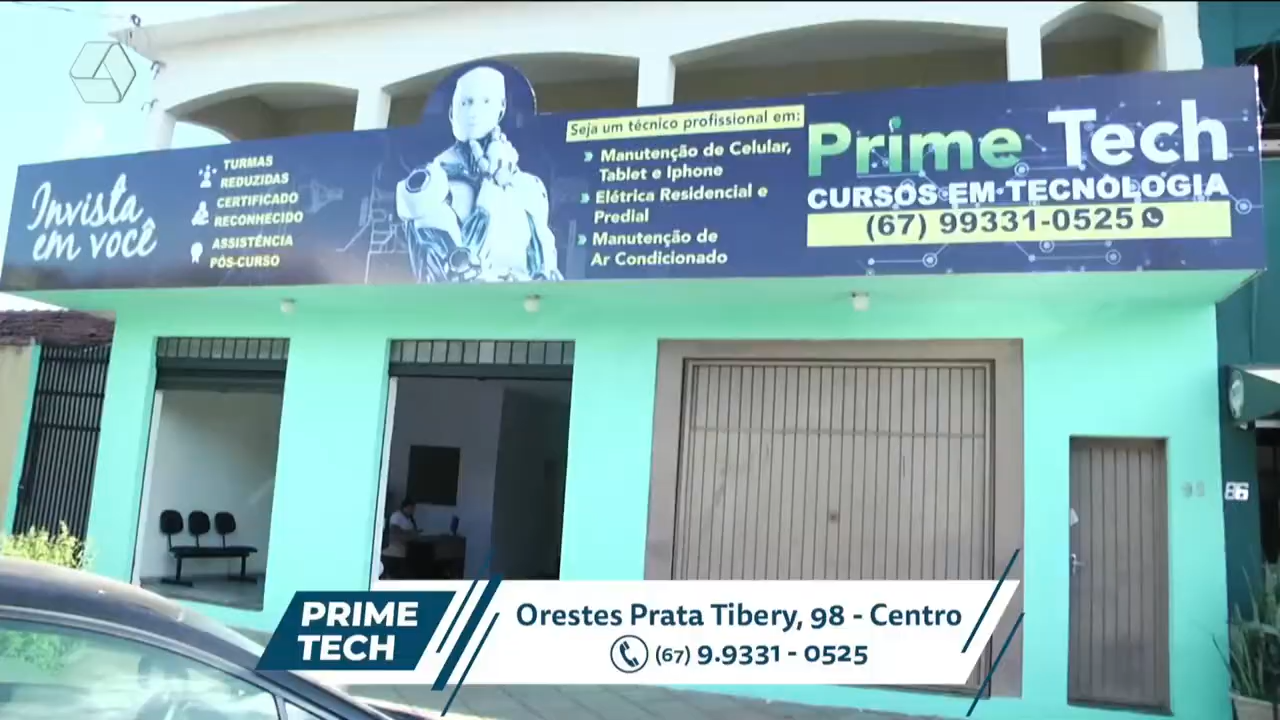 Invista
em você
TURMAS
REDUZIDAS
CERTIFICADO
RECONHECIDO
ASSISTÊNCIA
PÓS-CURSO
Seja um técnico profissional em:
» Manutenção de Celular,
Tablet e Iphone
» Elétrica Residencial e
Predial
» Manutenção de
Ar Condicionado
Prime Tech
CURSOS EM TECNOLOGIA
(67) 99331-0525
98
86
PRIME
TECH
Orestes Prata Tibery, 98 - Centro
(67) 9.9331 - 0525